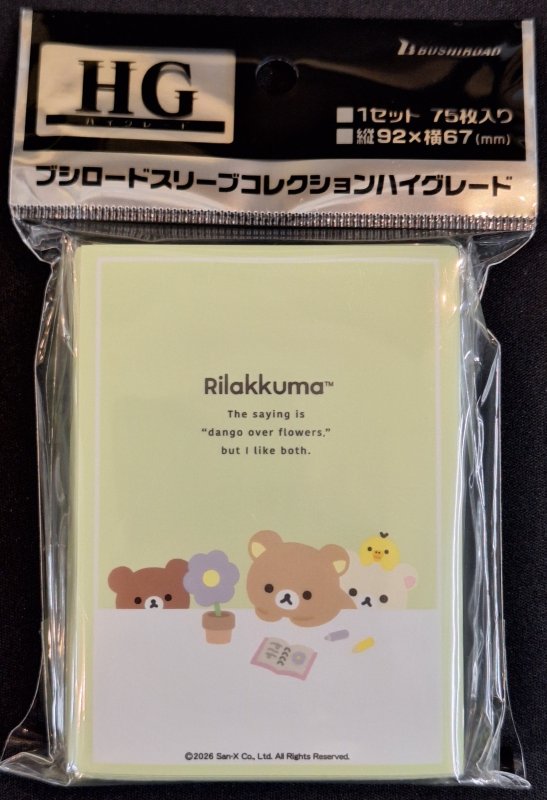 HG
ハイグレード
BUSHIROAD
■1セット 75枚入り
■縦92×横67(mm)
ブシロードスリーブコレクションハイグレード
Rilakkuma™
The saying is
“dango over flowers,”
but I like both.
©2026 San-X Co., Ltd. All Rights Reserved.